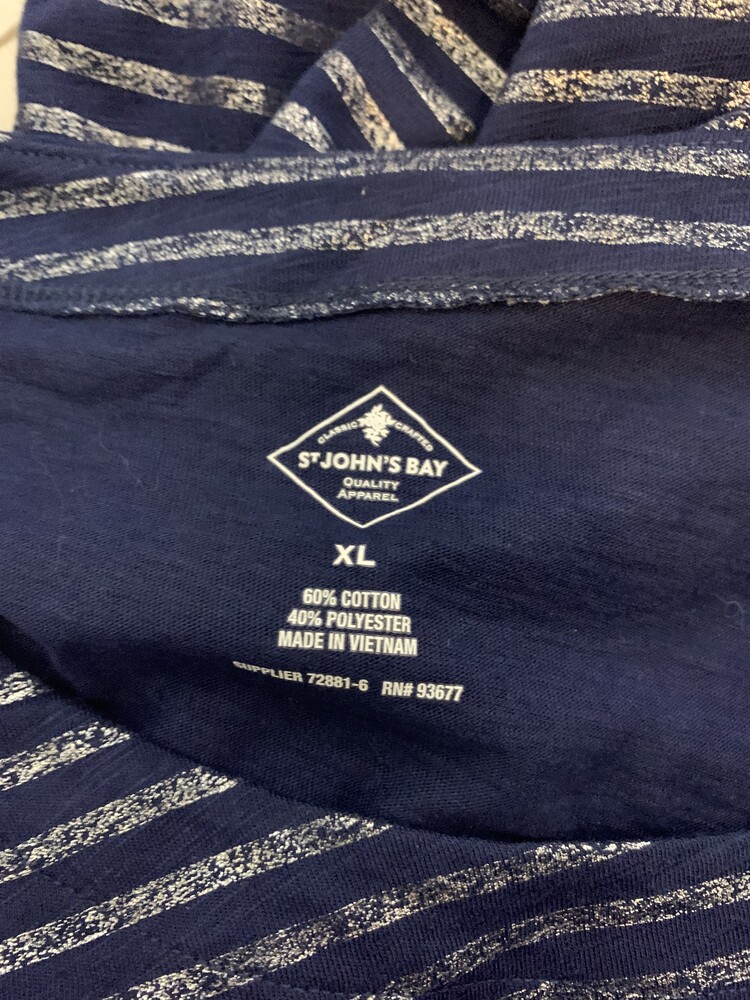 CLASSIC CRAFTED
ST JOHN'S BAY
QUALITY
APPAREL
XL
60% COTTON
40% POLYESTER
MADE IN VIETNAM
SUPPLIER 72881-6 RN# 93677